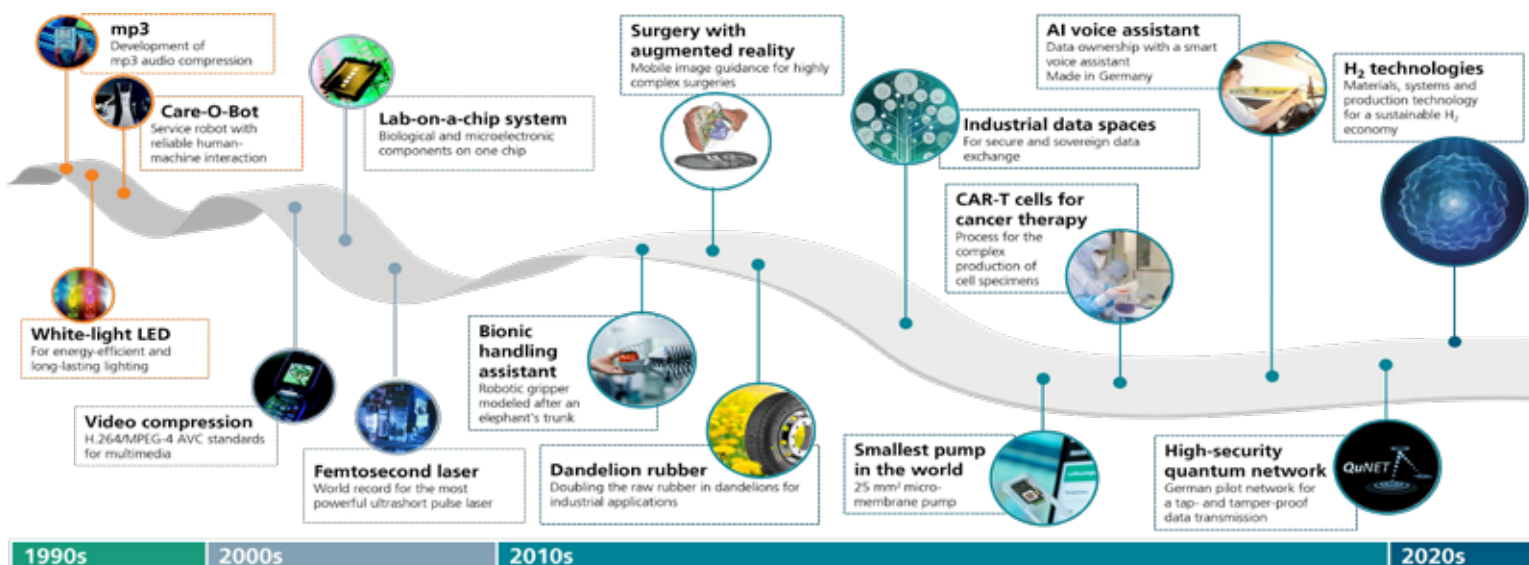 mp3
Development of
mp3 audio compression
Care-O-Bot
Service robot with
reliable human-
machine interaction
White-light LED
For energy-efficient and
long-lasting lighting
Lab-on-a-chip system
Biological and microelectronic
components on one chip
Video compression
H.264/MPEG-4 AVC standards
for multimedia
Femtosecond laser
World record for the most
powerful ultrashort pulse laser
Surgery with
augmented reality
Mobile image guidance for highly
complex surgeries
Bionic
handling
assistant
Robotic gripper
modeled after an
elephant's trunk
Dandelion rubber
Doubling the raw rubber in dandelions for
industrial applications
Industrial data spaces
For secure and sovereign data
exchange
CAR-T cells for
cancer therapy
Process for the
complex
production of
cell specimens
Smallest pump
in the world
25 mm² micro-
membrane pump
AI voice assistant
Data ownership with a smart
voice assistant
Made in Germany
High-security
quantum network
German pilot network for
a tap- and tamper-proof
data transmission
QuNET
H₂ technologies
Materials, systems and
production technology
for a sustainable H₂
economy
1990s
2000s
2010s
2020s